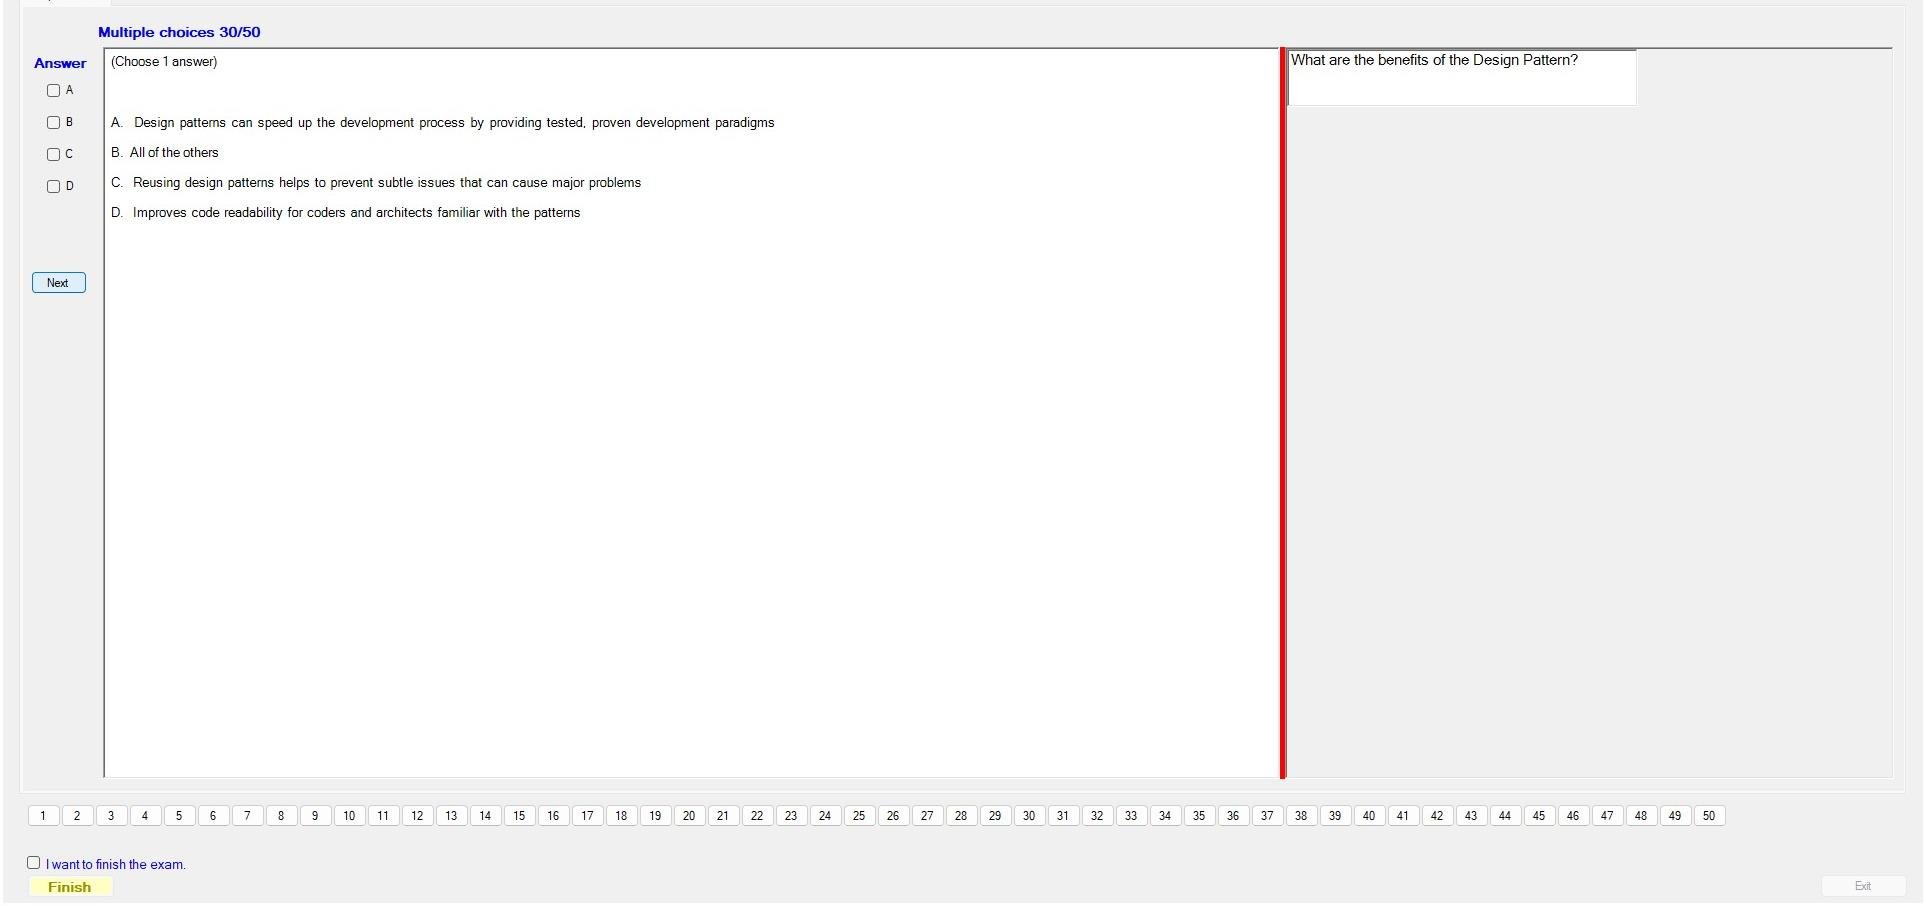 Multiple choices 30/50
Answer
(Choose 1 answer)
What are the benefits of the Design Pattern?
A
B
C
D
A. Design patterns can speed up the development process by providing tested, proven development paradigms
B. All of the others
C. Reusing design patterns helps to prevent subtle issues that can cause major problems
D. Improves code readability for coders and architects familiar with the patterns
Next
1 2 3 4 5 6 7 8 9 10 11 12 13 14 15 16 17 18 19 20 21 22 23 24 25 26 27 28 29 30 31 32 33 34 35 36 37 38 39 40 41 42 43 44 45 46 47 48 49 50
I want to finish the exam.
Finish
Exit